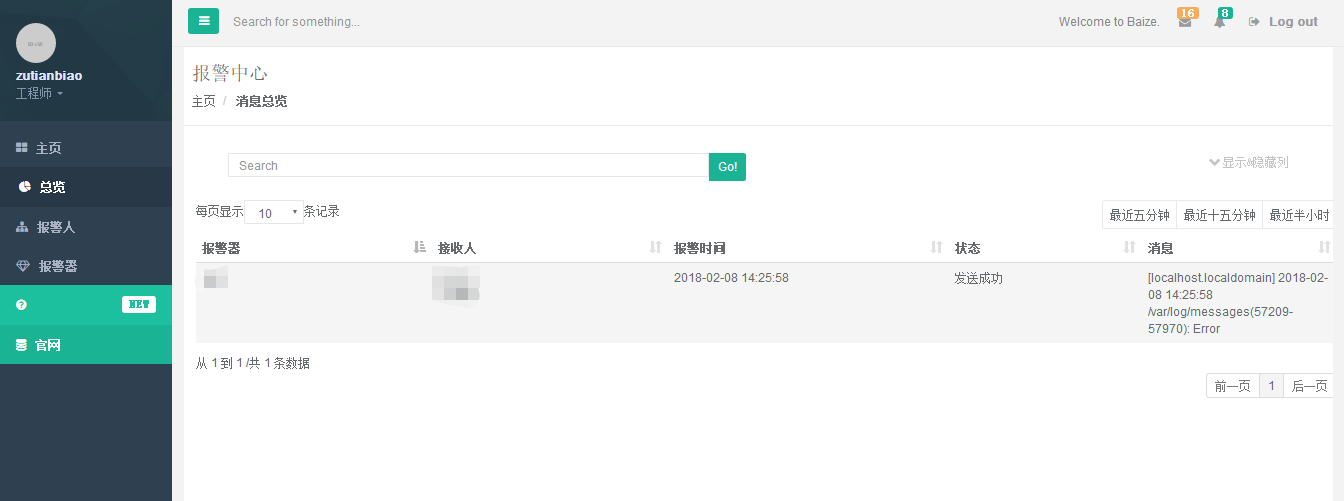 Search for something...
Welcome to Baize.
16
8
Log out
zutianbiao
工程师
主页
总览
报警人
报警器
NEW
官网
报警中心
主页 / 消息总览
Search
Go!
显示&隐藏列
每页显示 10 条记录
最近五分钟 最近十五分钟 最近半小时
报警器 接收人 报警时间 状态 消息
2018-02-08 14:25:58
发送成功
[localhost.localdomain] 2018-02-
08 14:25:58
/var/log/messages(57209-
57970): Error
从 1 到 1 /共 1 条数据
前一页 1 后一页